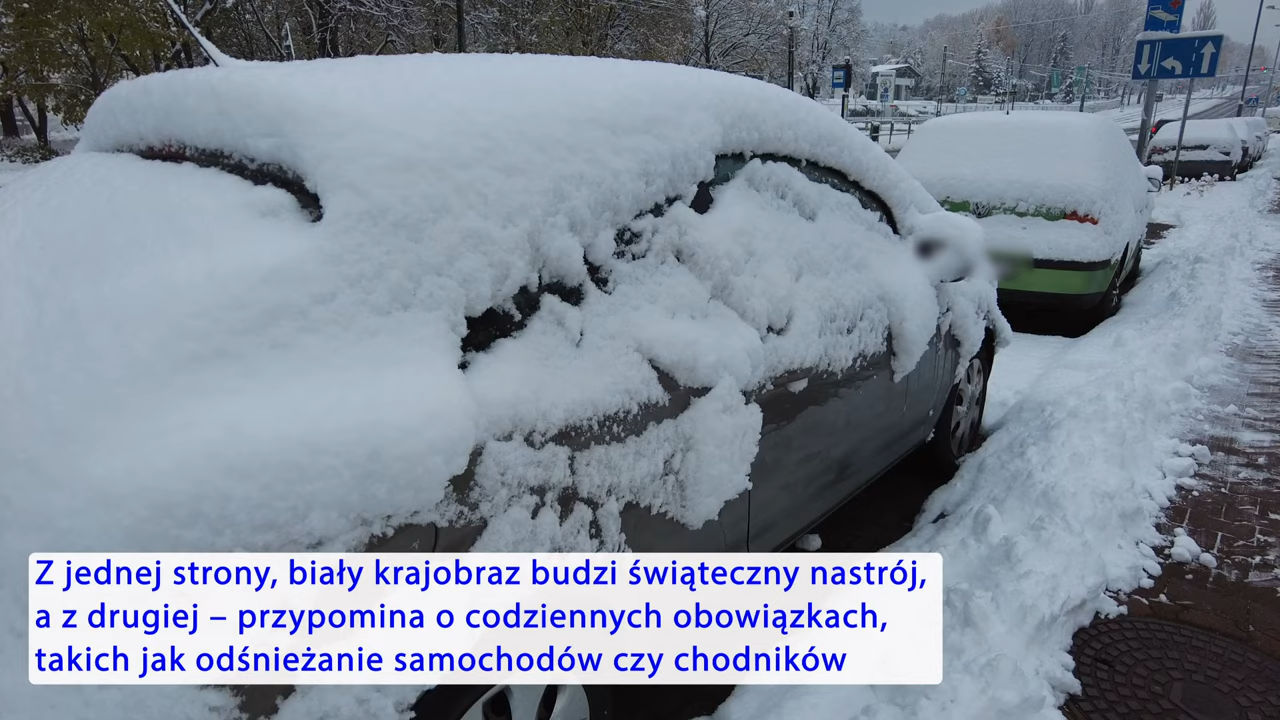 Z jednej strony, biały krajobraz budzi świąteczny nastrój,
a z drugiej – przypomina o codziennych obowiązkach,
takich jak odśnieżanie samochodów czy chodników